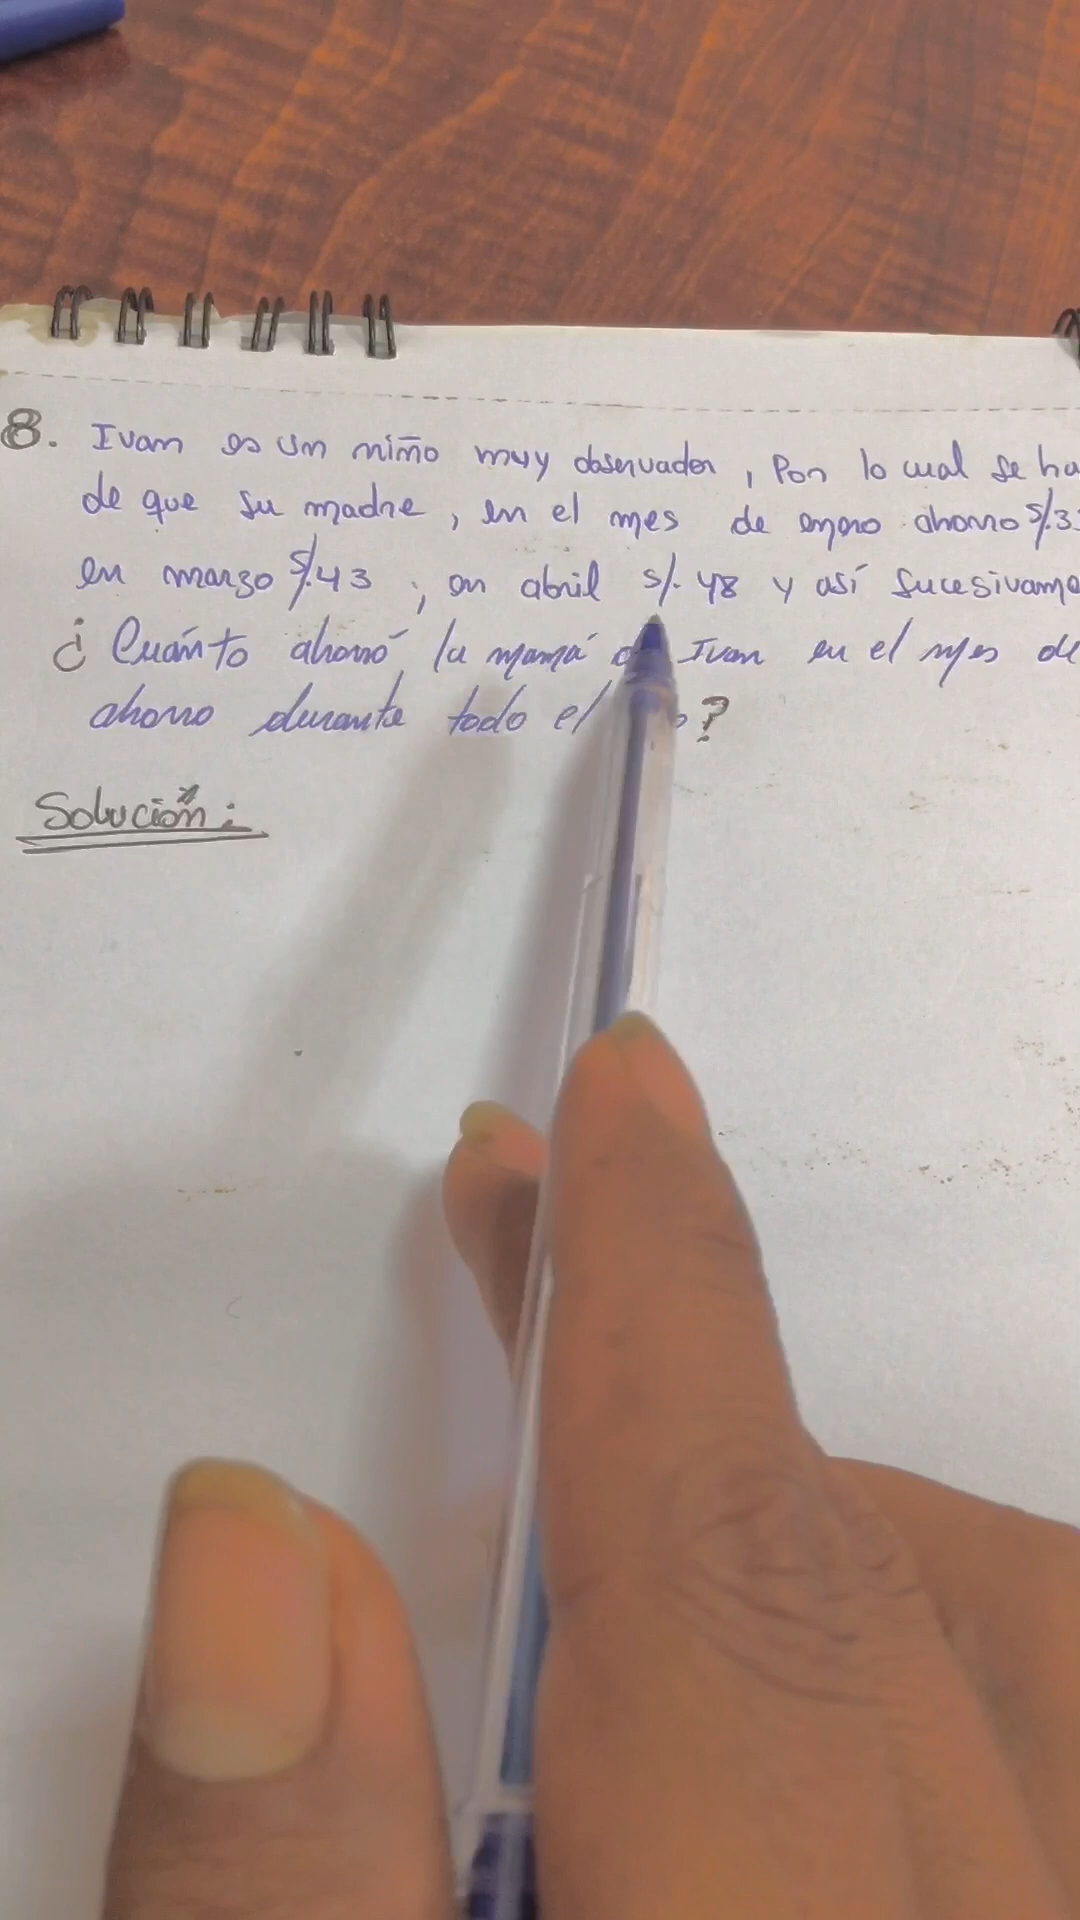 8. Ivan es un niño muy observador, Por lo cual se ha
de que su madre, en el mes de enero ahorro S/.33
en marzo S/.43 ; en abril S/. 48 y así sucesivame
¿ Cuánto ahorró la mamá Ivan en el mes de
ahorro durante todo el ?
Solución: